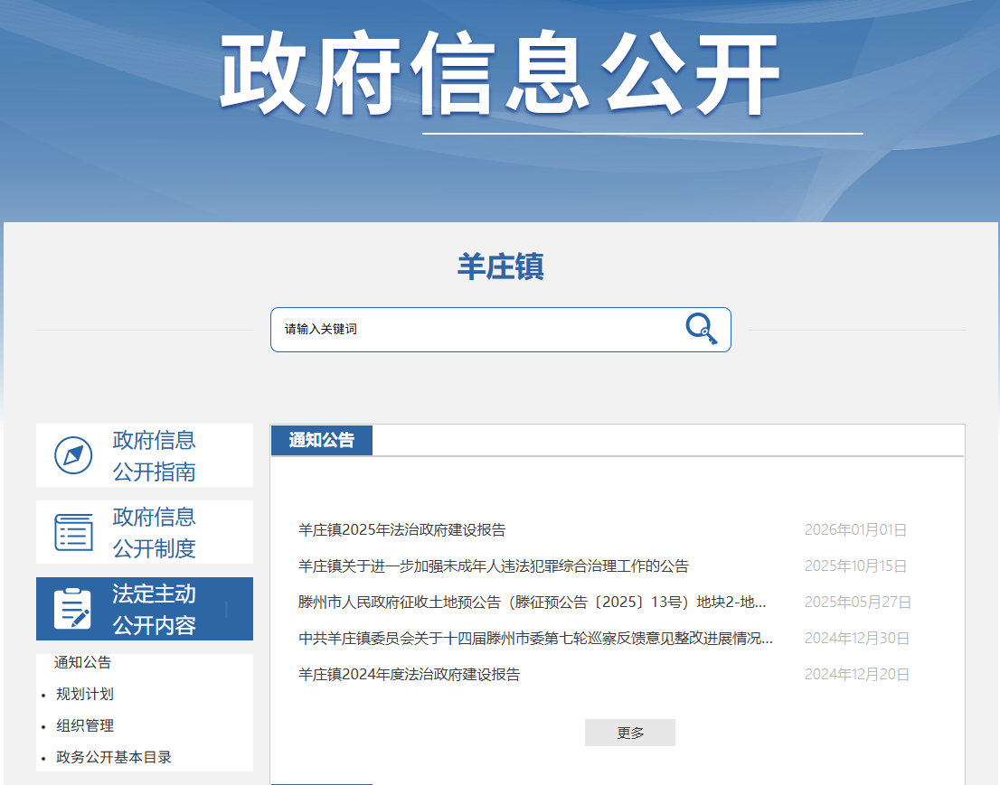 政府信息公开
羊庄镇
请输入关键词
政府信息
公开指南
政府信息
公开制度
法定主动
公开内容
通知公告
规划计划
组织管理
政务公开基本目录
通知公告
羊庄镇2025年法治政府建设报告 2026年01月01日
羊庄镇关于进一步加强未成年人违法犯罪综合治理工作的公告 2025年10月15日
滕州市人民政府征收土地预公告（滕征预公告〔2025〕13号）地块2-地... 2025年05月27日
中共羊庄镇委员会关于十四届滕州市委第七轮巡察反馈意见整改进展情况... 2024年12月30日
羊庄镇2024年度法治政府建设报告 2024年12月20日
更多